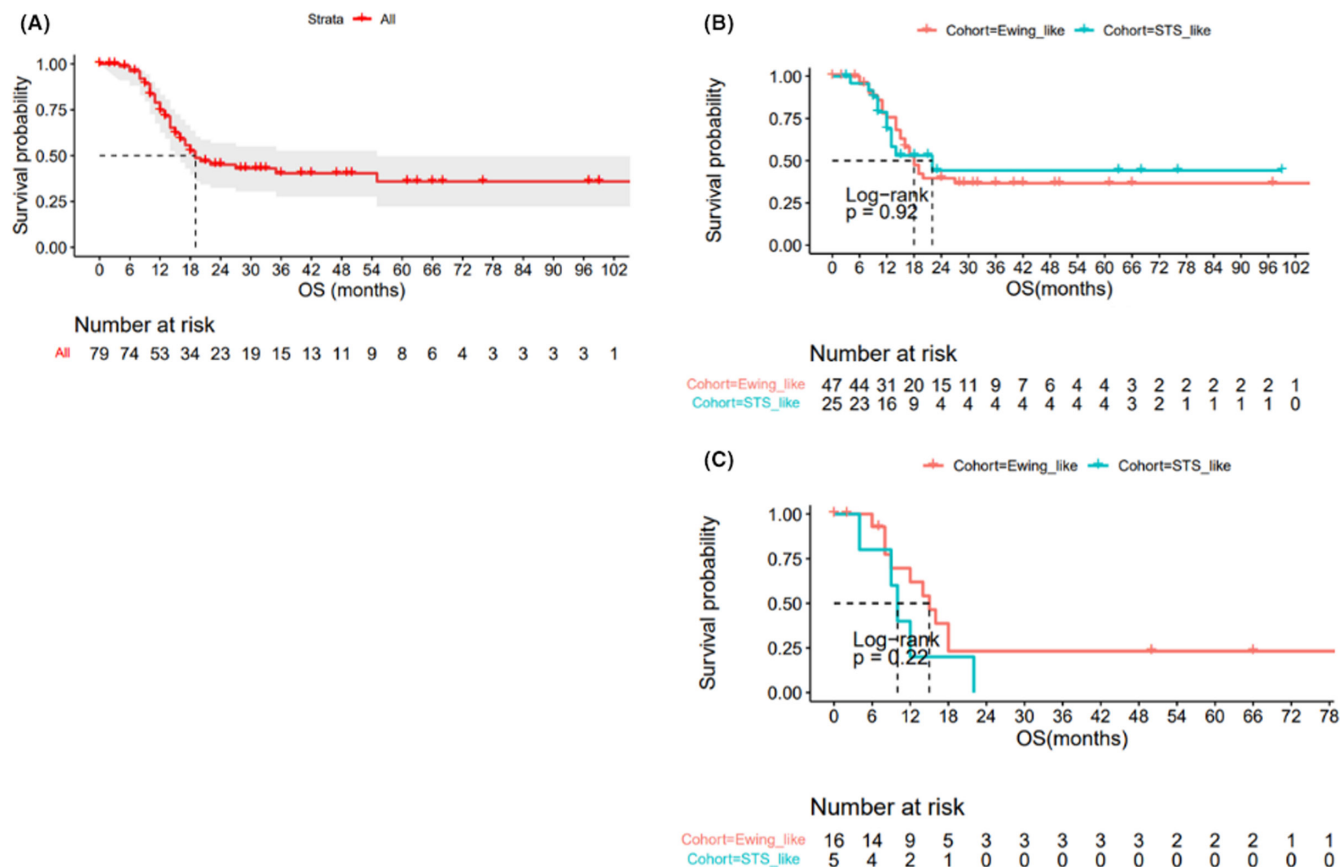 (A)
Strata All
Survival probability
1.00
0.75
0.50
0.25
0.00
0 6 12 18 24 30 36 42 48 54 60 66 72 78 84 90 96 102
OS (months)
Number at risk
All 79 74 53 34 23 19 15 13 11 9 8 6 4 3 3 3 3 1
(B)
Cohort=Ewing_like Cohort=STS_like
Survival probability
1.00
0.75
0.50
0.25
0.00
Log-rank
p = 0.92
0 6 12 18 24 30 36 42 48 54 60 66 72 78 84 90 96 102
OS(months)
Number at risk
Cohort=Ewing_like 47 44 31 20 15 11 9 7 6 4 4 3 2 2 2 2 2 1
Cohort=STS_like 25 23 16 9 4 4 4 4 4 4 4 3 2 1 1 1 1 0
(C)
Cohort=Ewing_like Cohort=STS_like
Survival probability
1.00
0.75
0.50
0.25
0.00
Log-rank
p = 0.22
0 6 12 18 24 30 36 42 48 54 60 66 72 78
OS(months)
Number at risk
Cohort=Ewing_like 16 14 9 5 3 3 3 3 3 2 2 2 1 1
Cohort=STS_like 5 4 2 1 0 0 0 0 0 0 0 0 0 0